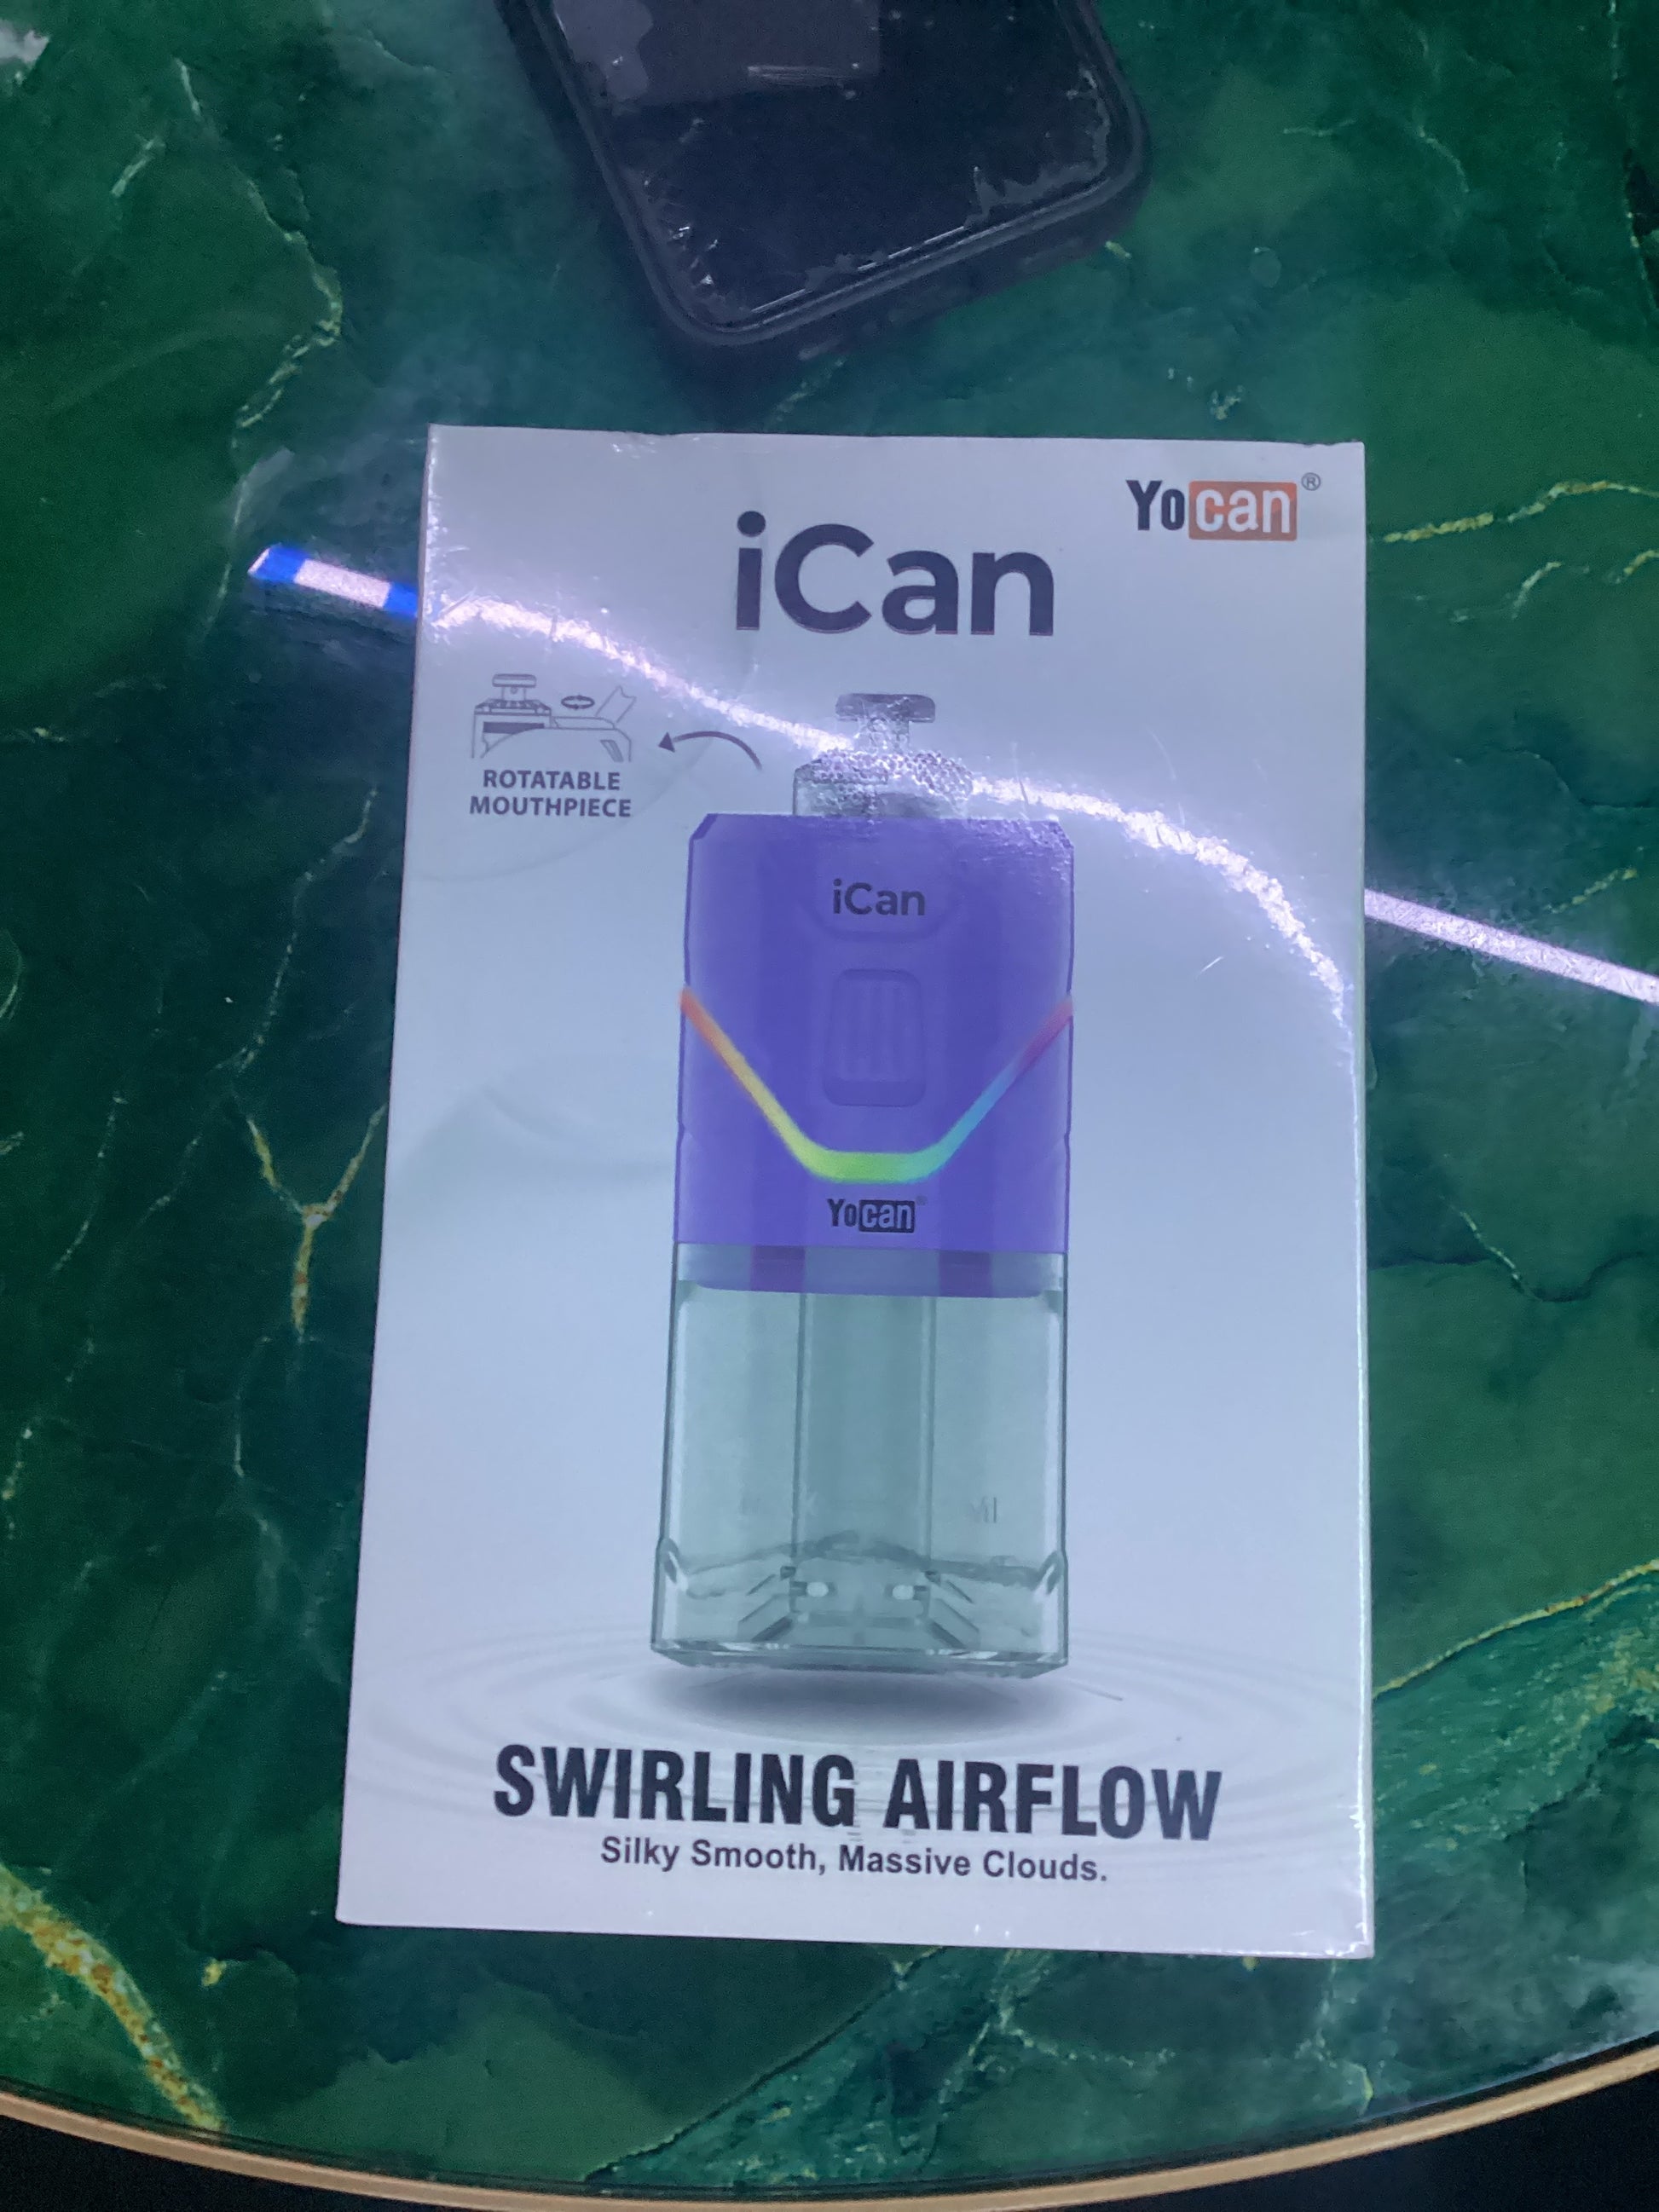 Yocan®
iCan
ROTATABLE
MOUTHPIECE
iCan
Yocan
SWIRLING AIRFLOW
Silky Smooth, Massive Clouds.